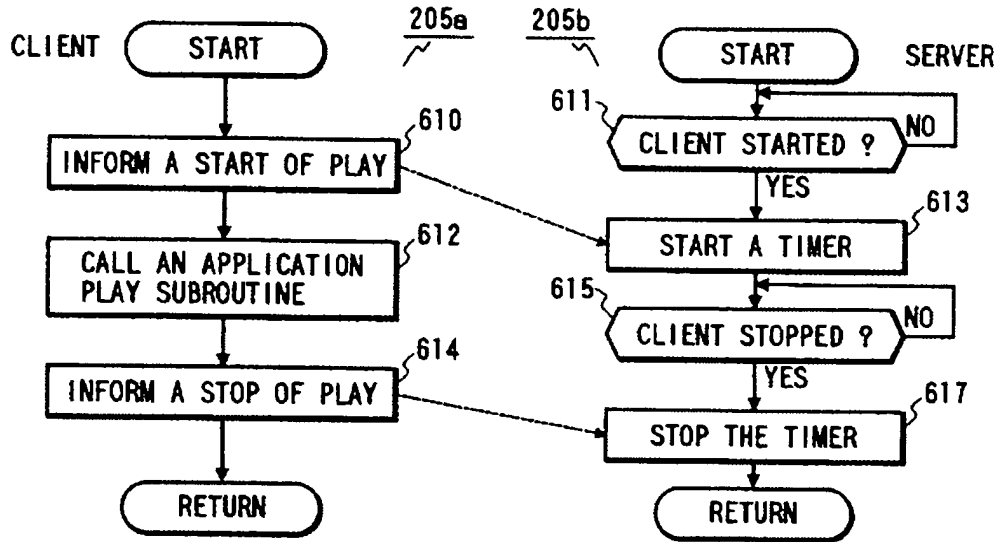 CLIENT
START
205a
610
INFORM A START OF PLAY
612
CALL AN APPLICATION
PLAY SUBROUTINE
614
INFORM A STOP OF PLAY
RETURN
205b
START
SERVER
611
CLIENT STARTED ?
NO
YES
613
START A TIMER
615
CLIENT STOPPED ?
NO
YES
617
STOP THE TIMER
RETURN